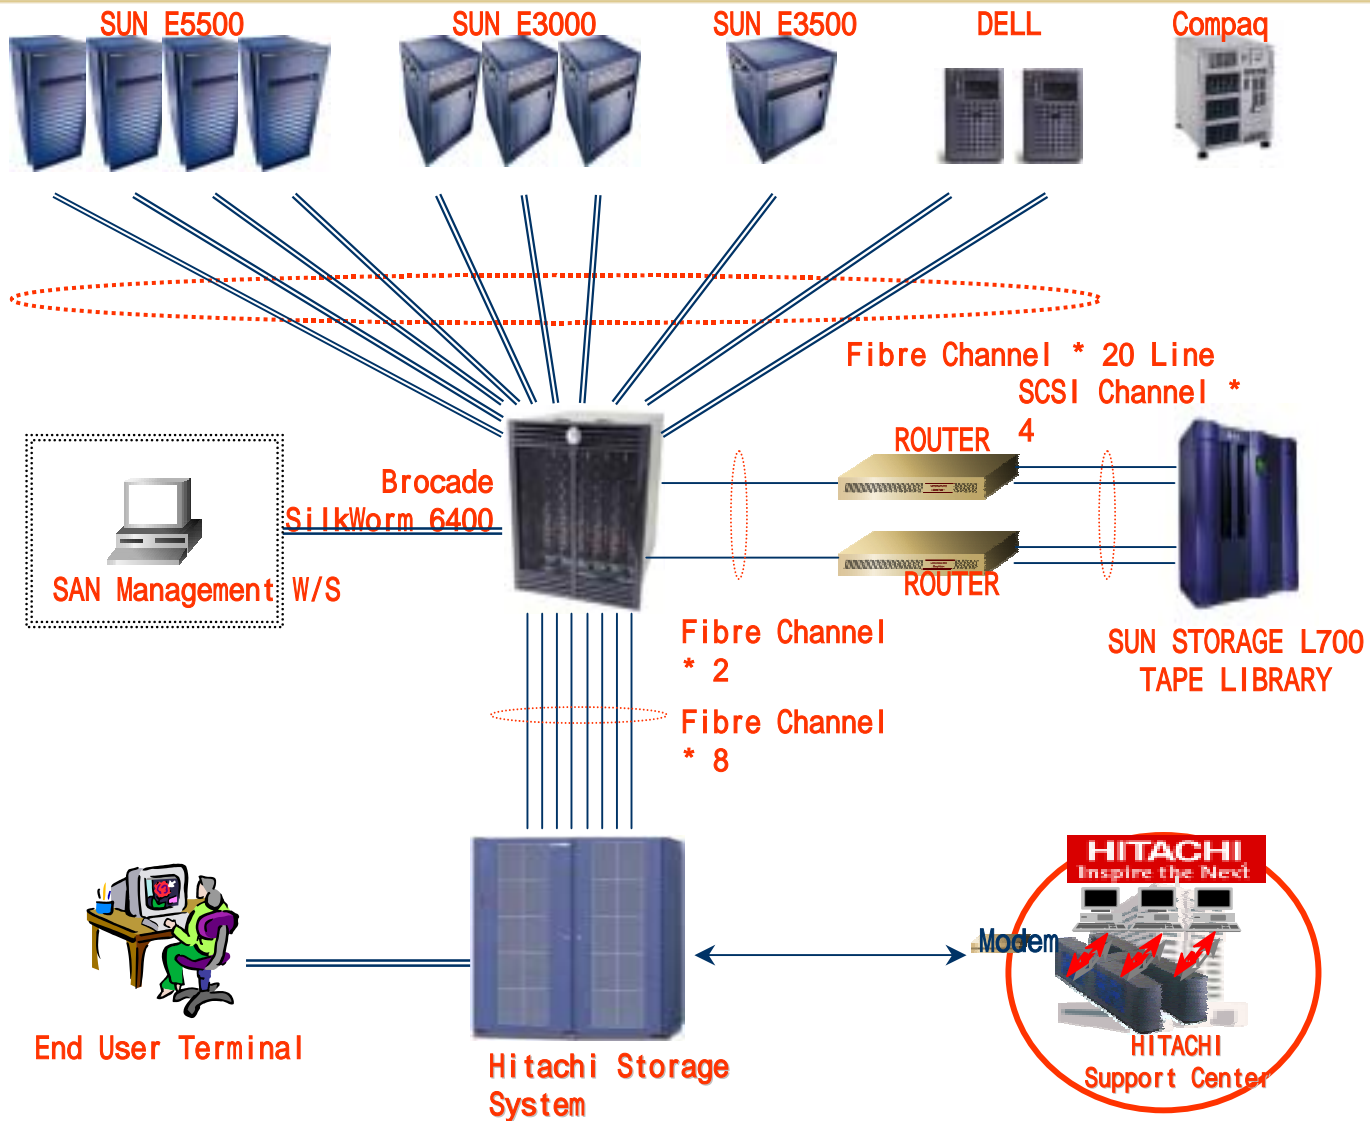 SUN E5500
SUN E3000
SUN E3500
DELL
Compaq
Fibre Channel * 20 Line
SCSI Channel *
4
ROUTER
Brocade
SilkWorm 6400
SAN Management W/S
ROUTER
Fibre Channel
* 2
SUN STORAGE L700
TAPE LIBRARY
Fibre Channel
* 8
HITACHI
Inspire the Next
Modem
End User Terminal
HITACHI
Support Center
Hitachi Storage
System